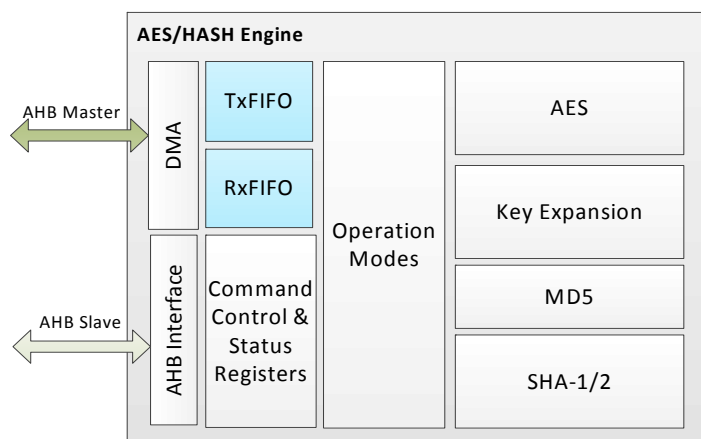 AES/HASH Engine
AHB Master
DMA
TxFIFO
RxFIFO
AHB Slave
AHB Interface
Command
Control &
Status
Registers
Operation
Modes
AES
Key Expansion
MD5
SHA-1/2